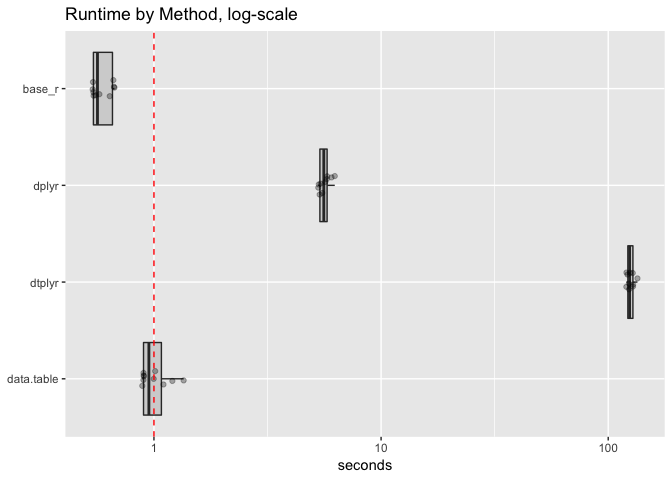 Runtime by Method, log-scale
base_r
dplyr
dtplyr
data.table
1
10
100
seconds